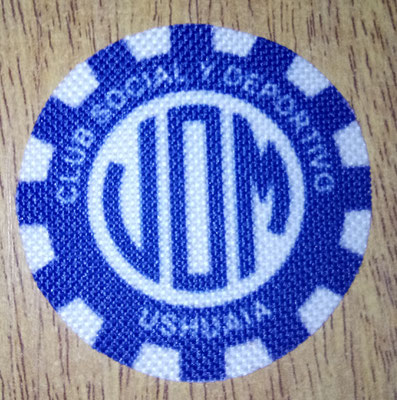 CLUB SOCIAL Y DEPORTIVO
UOM
USHUAIA